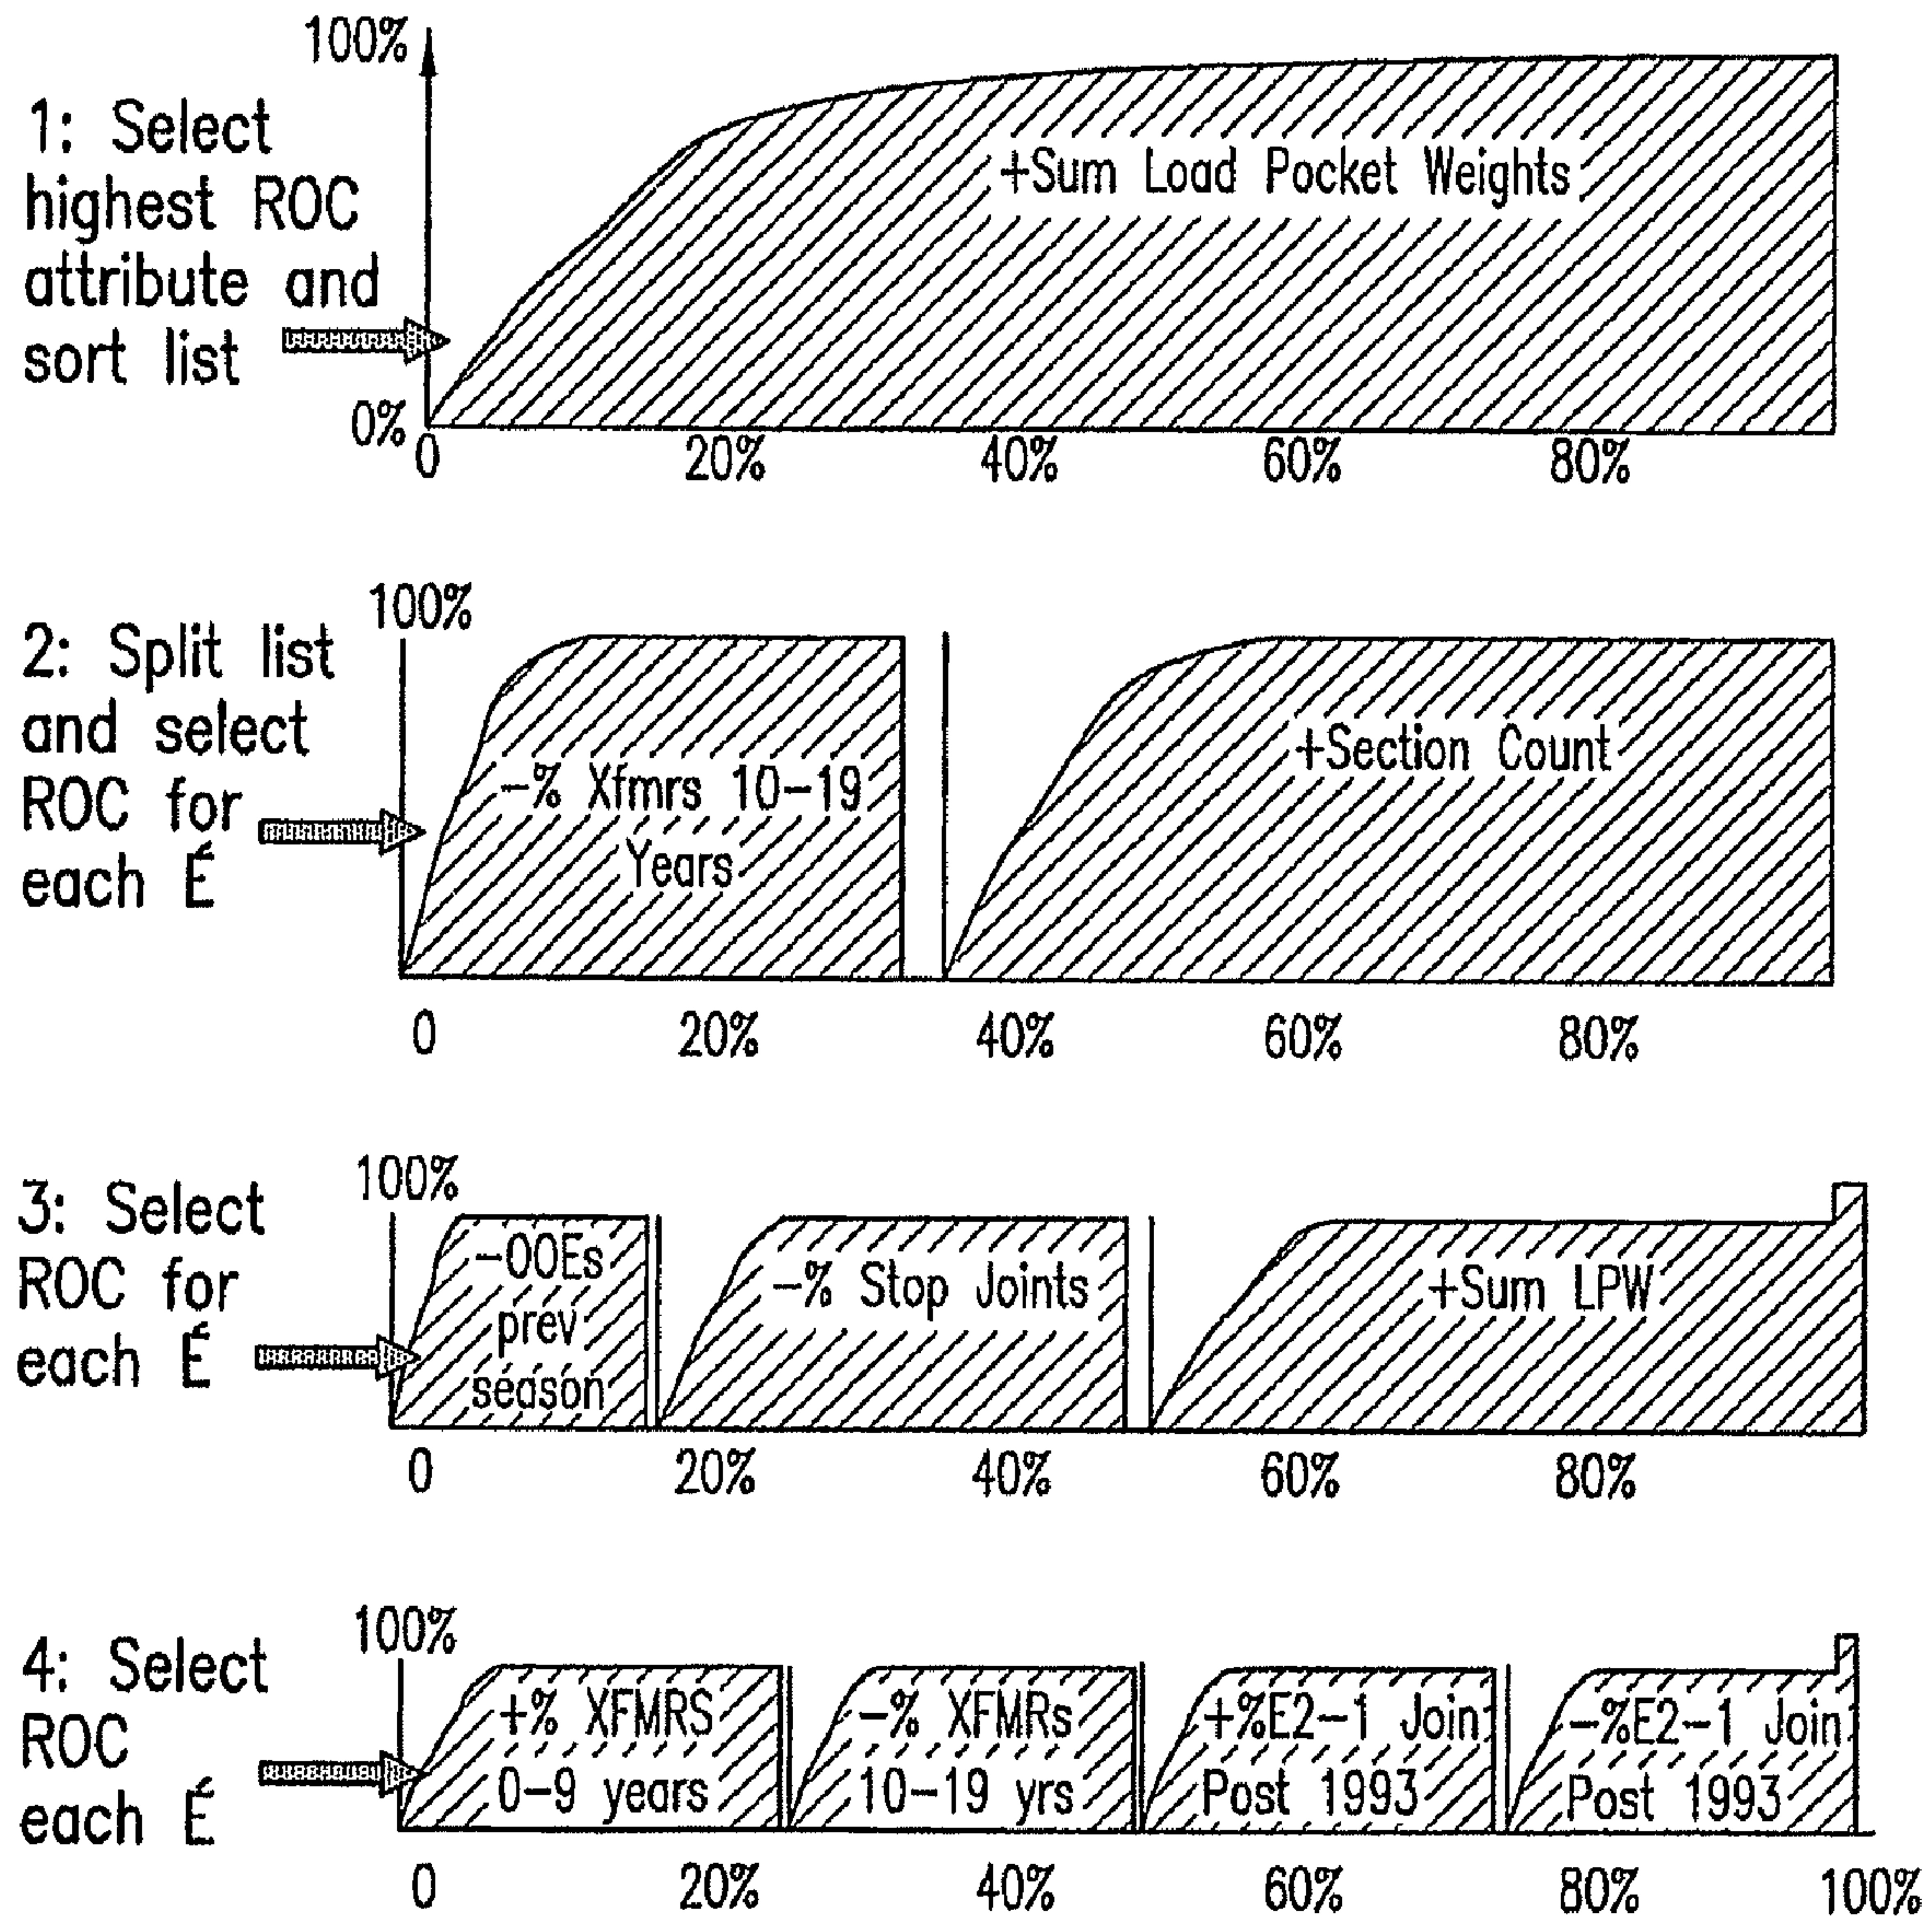 100%
1: Select
highest ROC
attribute and
sort list
+Sum Load Pocket Weights
0%
0 20% 40% 60% 80%
100%
2: Split list
and select
ROC for
each É
-% Xfmrs 10-19
Years
+Section Count
0 20% 40% 60% 80%
100%
3: Select
ROC for
each É
-OOEs
prev
season
-% Stop Joints
+Sum LPW
0 20% 40% 60% 80%
100%
4: Select
ROC
each É
+% XFMRS
0-9 years
-% XFMRs
10-19 yrs
+%E2-1 Join
Post 1993
-%E2-1 Join
Post 1993
0 20% 40% 60% 80% 100%